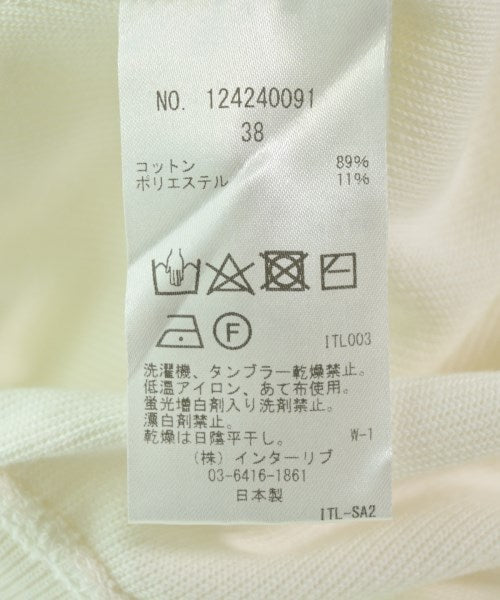 NO. 124240091
38
コットン 89%
ポリエステル 11%
F
ITL003
洗濯機、タンブラー乾燥禁止。
低温アイロン、あて布使用。
蛍光増白剤入り洗剤禁止。
漂白剤禁止。
乾燥は日陰平干し。 W-1
(株)インターリブ
03-6416-1861
日本製
ITL-SA2